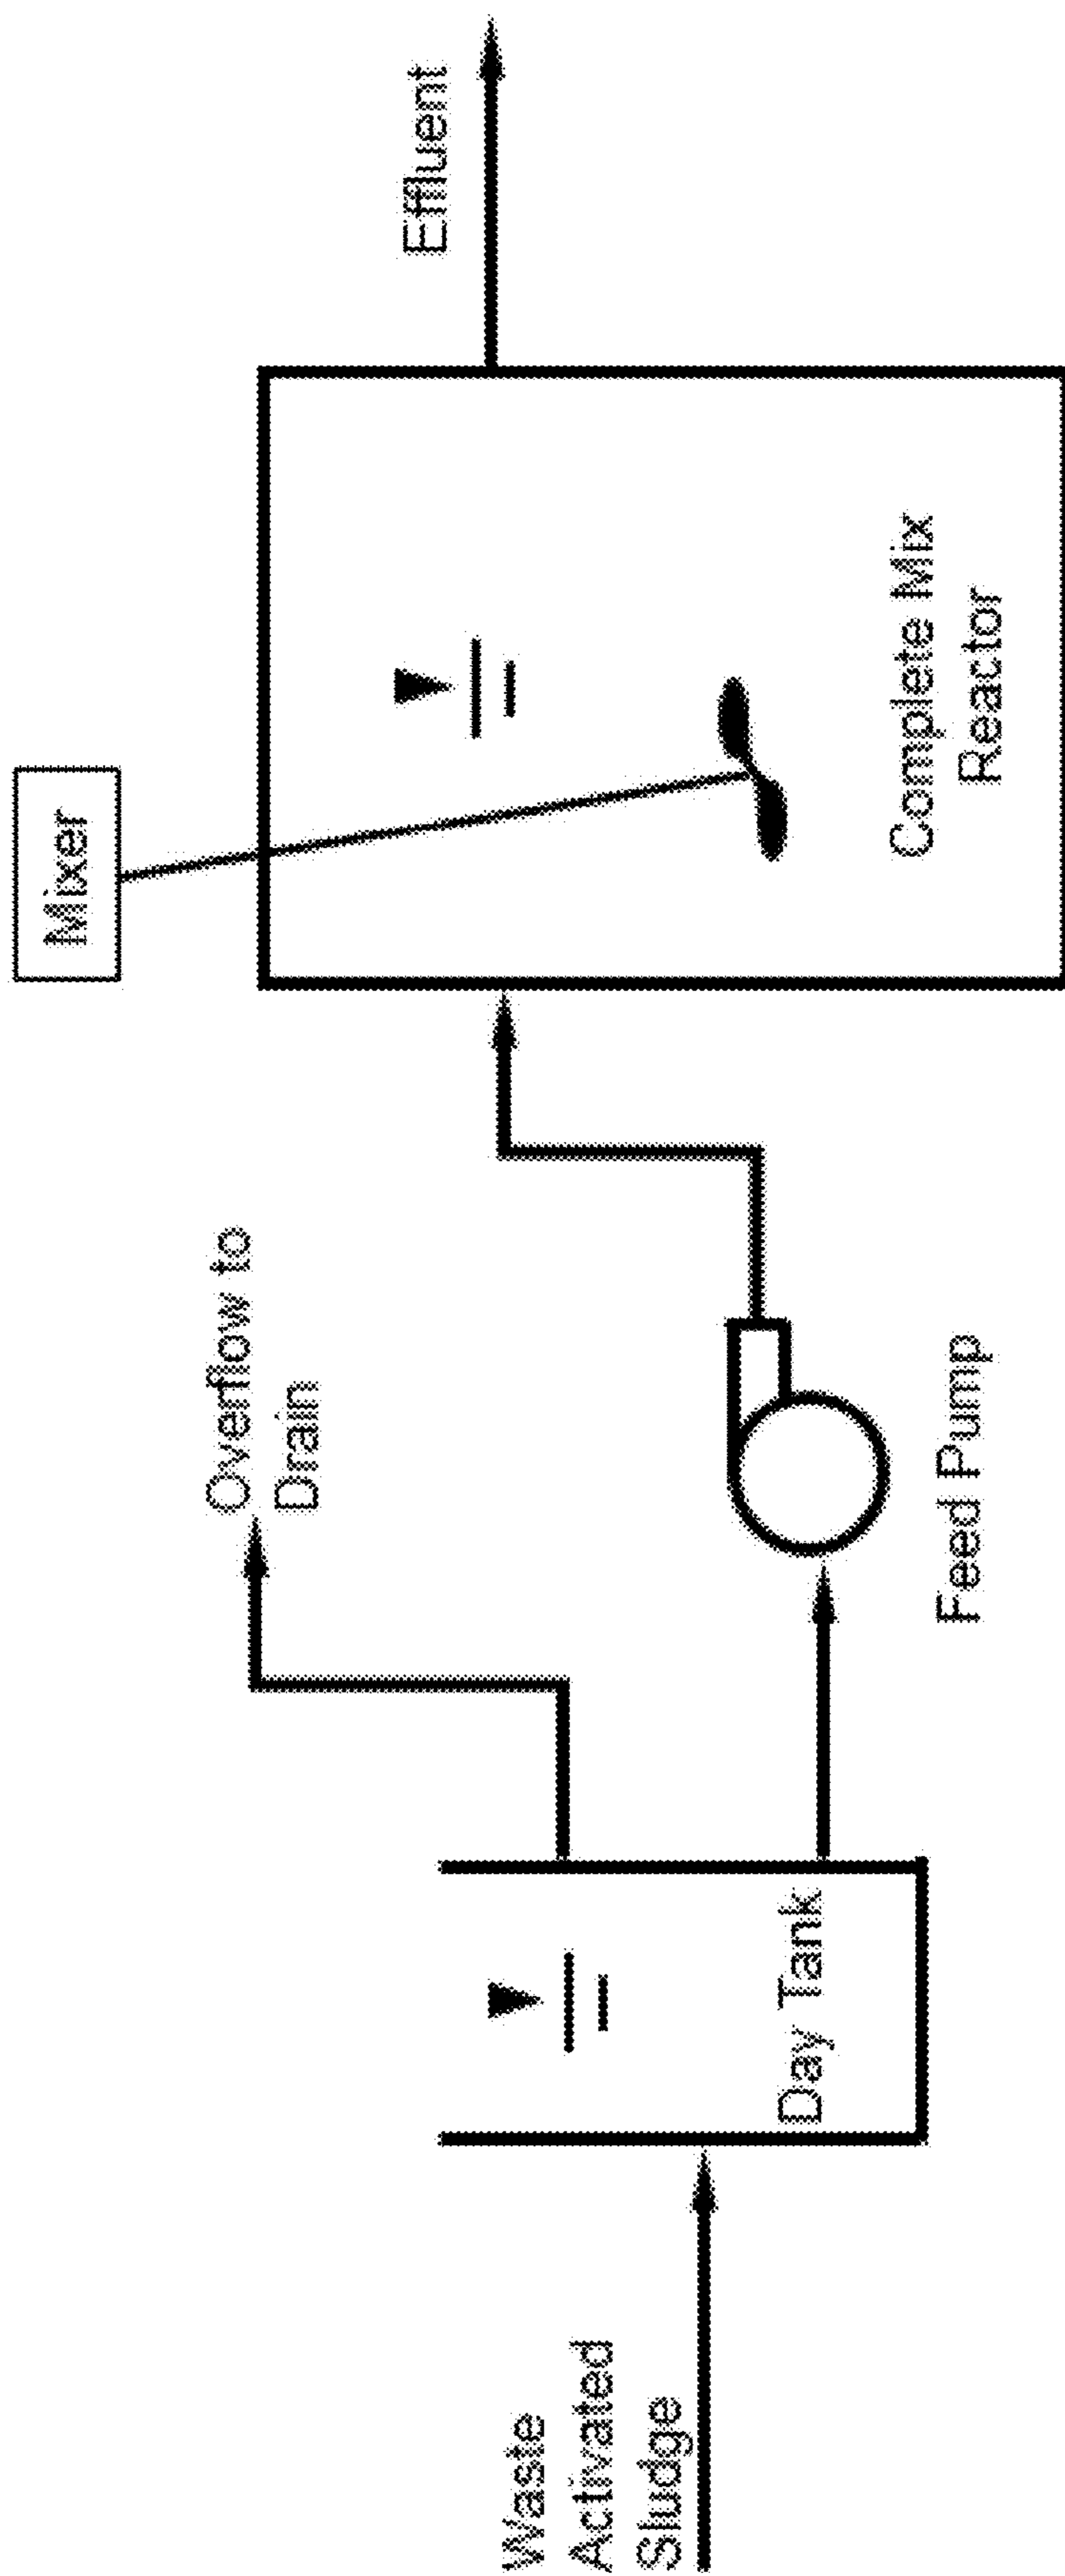 Waste
Activated
Sludge
Day Tank
Overflow to
Drain
Feed Pump
Mixer
Complete Mix
Reactor
Effluent